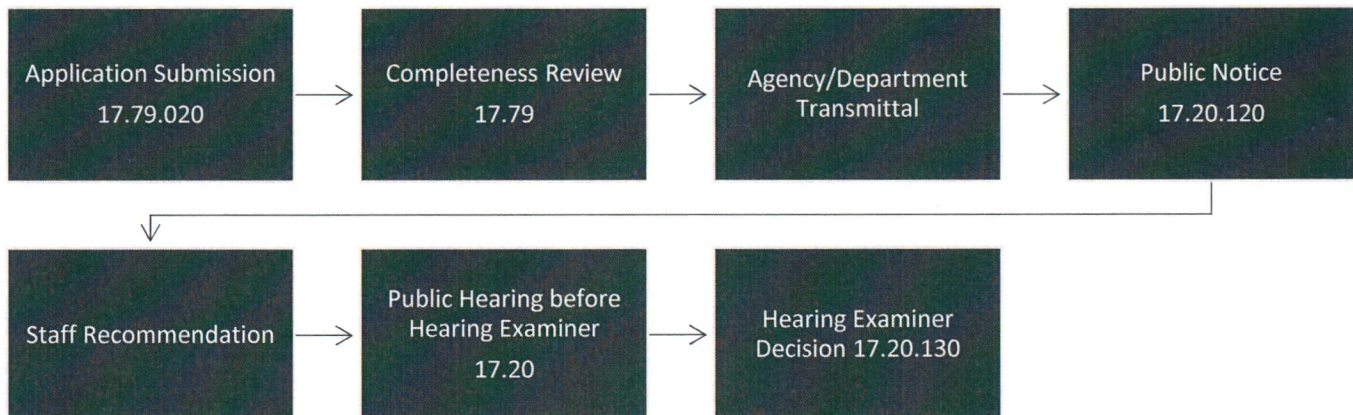 Application Submission
17.79.020
Completeness Review
17.79
Agency/Department
Transmittal
Public Notice
17.20.120
Staff Recommendation
Public Hearing before
Hearing Examiner
17.20
Hearing Examiner
Decision 17.20.130